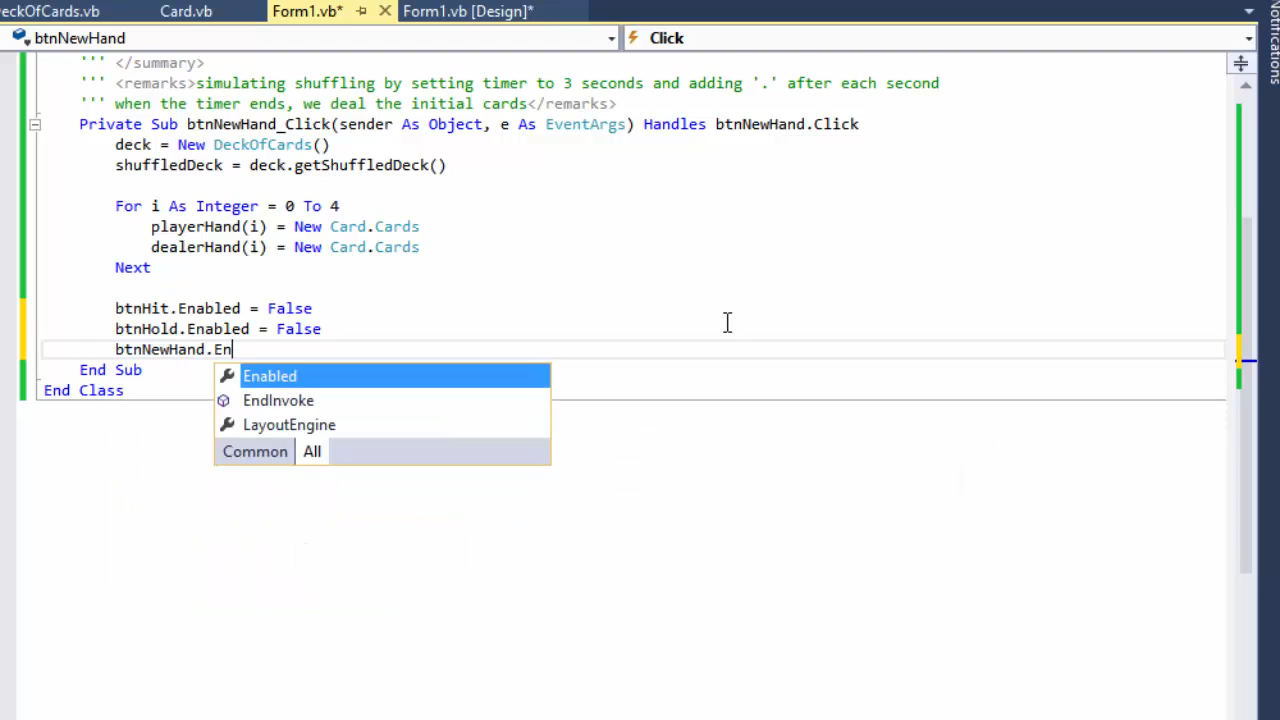 eckOfCards.vb Card.vb Form1.vb* Form1.vb [Design]*
btnNewHand Click
''' </summary>
''' <remarks>simulating shuffling by setting timer to 3 seconds and adding '.' after each second
''' when the timer ends, we deal the initial cards</remarks>
Private Sub btnNewHand_Click(sender As Object, e As EventArgs) Handles btnNewHand.Click
deck = New DeckOfCards()
shuffledDeck = deck.getShuffledDeck()
For i As Integer = 0 To 4
playerHand(i) = New Card.Cards
dealerHand(i) = New Card.Cards
Next
btnHit.Enabled = False
btnHold.Enabled = False
btnNewHand.En
End Sub
End Class
Enabled
EndInvoke
LayoutEngine
Common All
Notifications